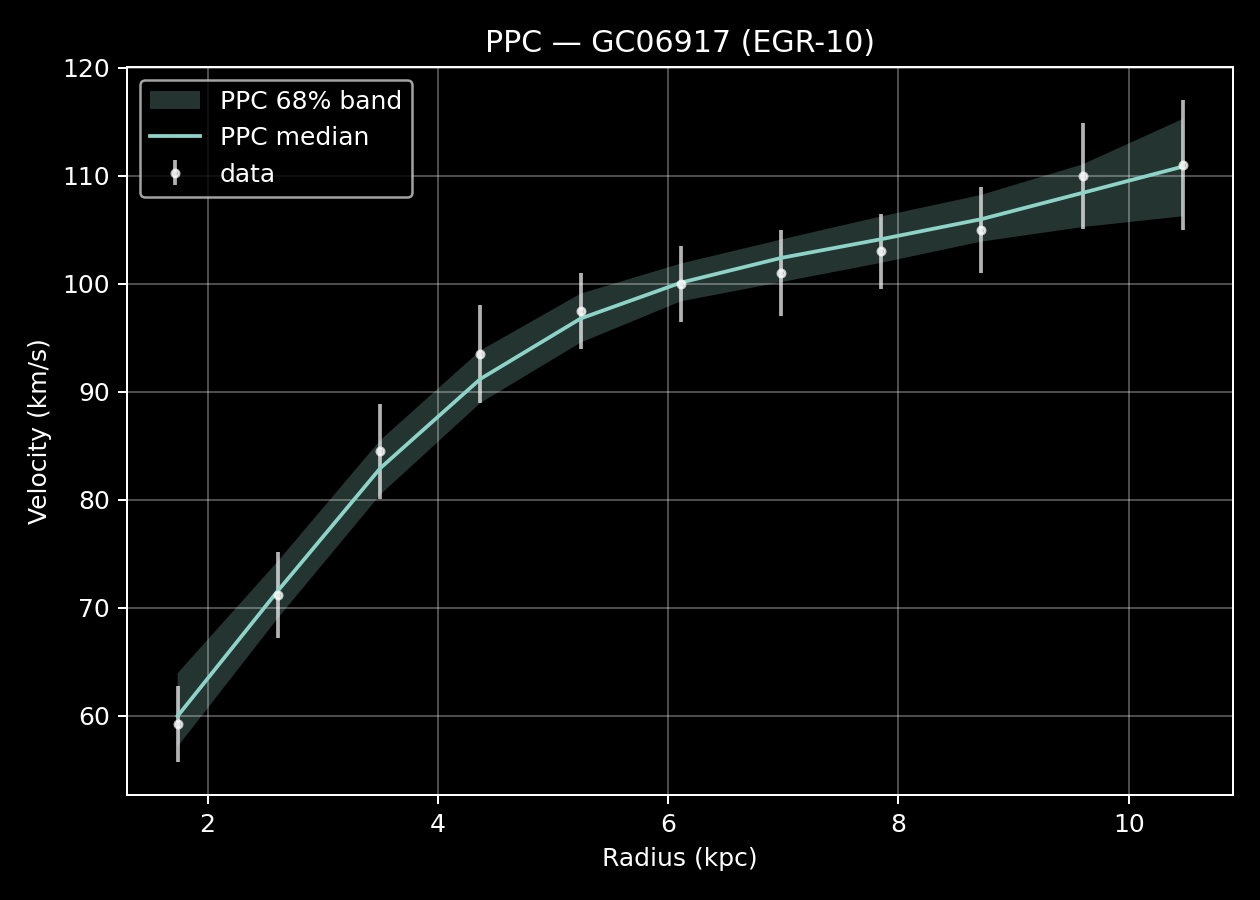 PPC — GC06917 (EGR-10)
PPC 68% band
PPC median
data
120
110
100
90
80
70
60
Velocity (km/s)
2 4 6 8 10
Radius (kpc)